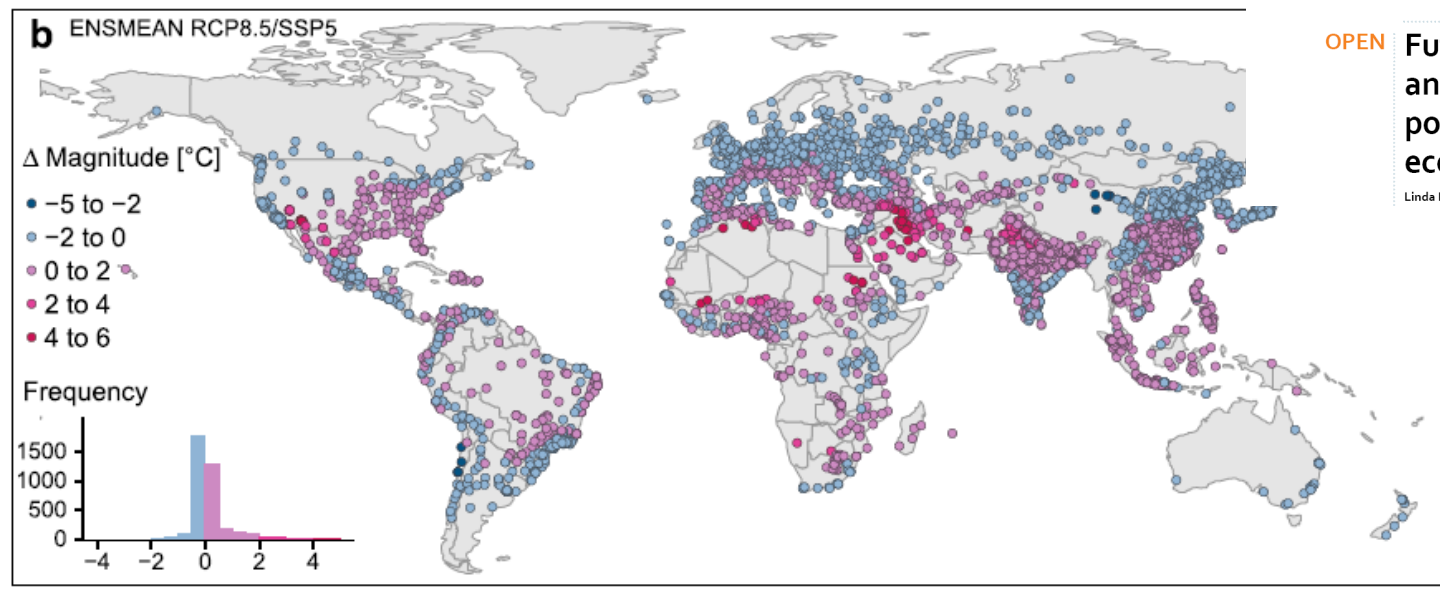 b ENSMEAN RCP8.5/SSP5
Δ Magnitude [°C]
−5 to −2
−2 to 0
0 to 2
2 to 4
4 to 6
Frequency
1500
1000
500
0
−4 −2 0 2 4
OPEN
Fu
an
po
ec
Linda